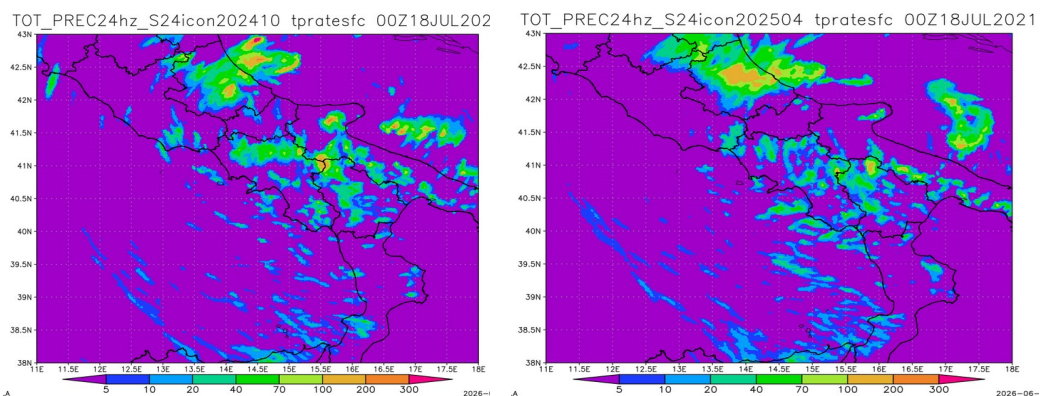 TOT_PREC24hz_S24icon202410 tpratesfc 00Z18JUL202
43N
42.5N
42N
41.5N
41N
40.5N
40N
39.5N
39N
38.5N
38N
11E 11.5E 12E 12.5E 13E 13.5E 14E 14.5E 15E 15.5E 16E 16.5E 17E 17.5E 18E
5 10 20 40 70 100 200 300
.A 2026-
TOT_PREC24hz_S24icon202504 tpratesfc 00Z18JUL2021
43N
42.5N
42N
41.5N
41N
40.5N
40N
39.5N
39N
38.5N
38N
11E 11.5E 12E 12.5E 13E 13.5E 14E 14.5E 15E 15.5E 16E 16.5E 17E 17.5E 18E
5 10 20 40 70 100 200 300
.A 2026-06-